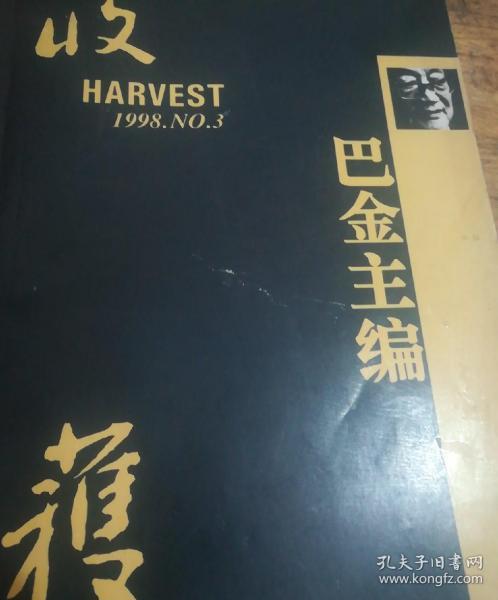 收
HARVEST
1998.NO.3
巴金主编
穫
孔夫子旧书网
www.kongfz.com